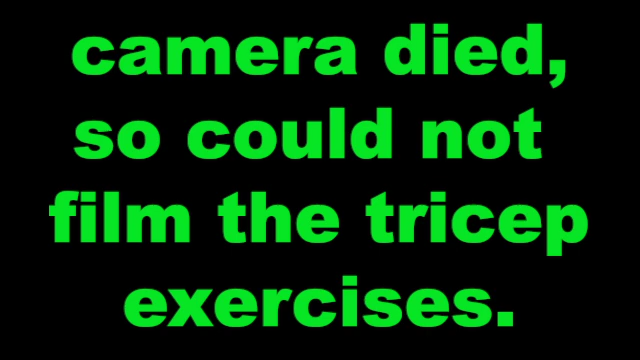 camera died,
so could not
film the tricep
exercises.